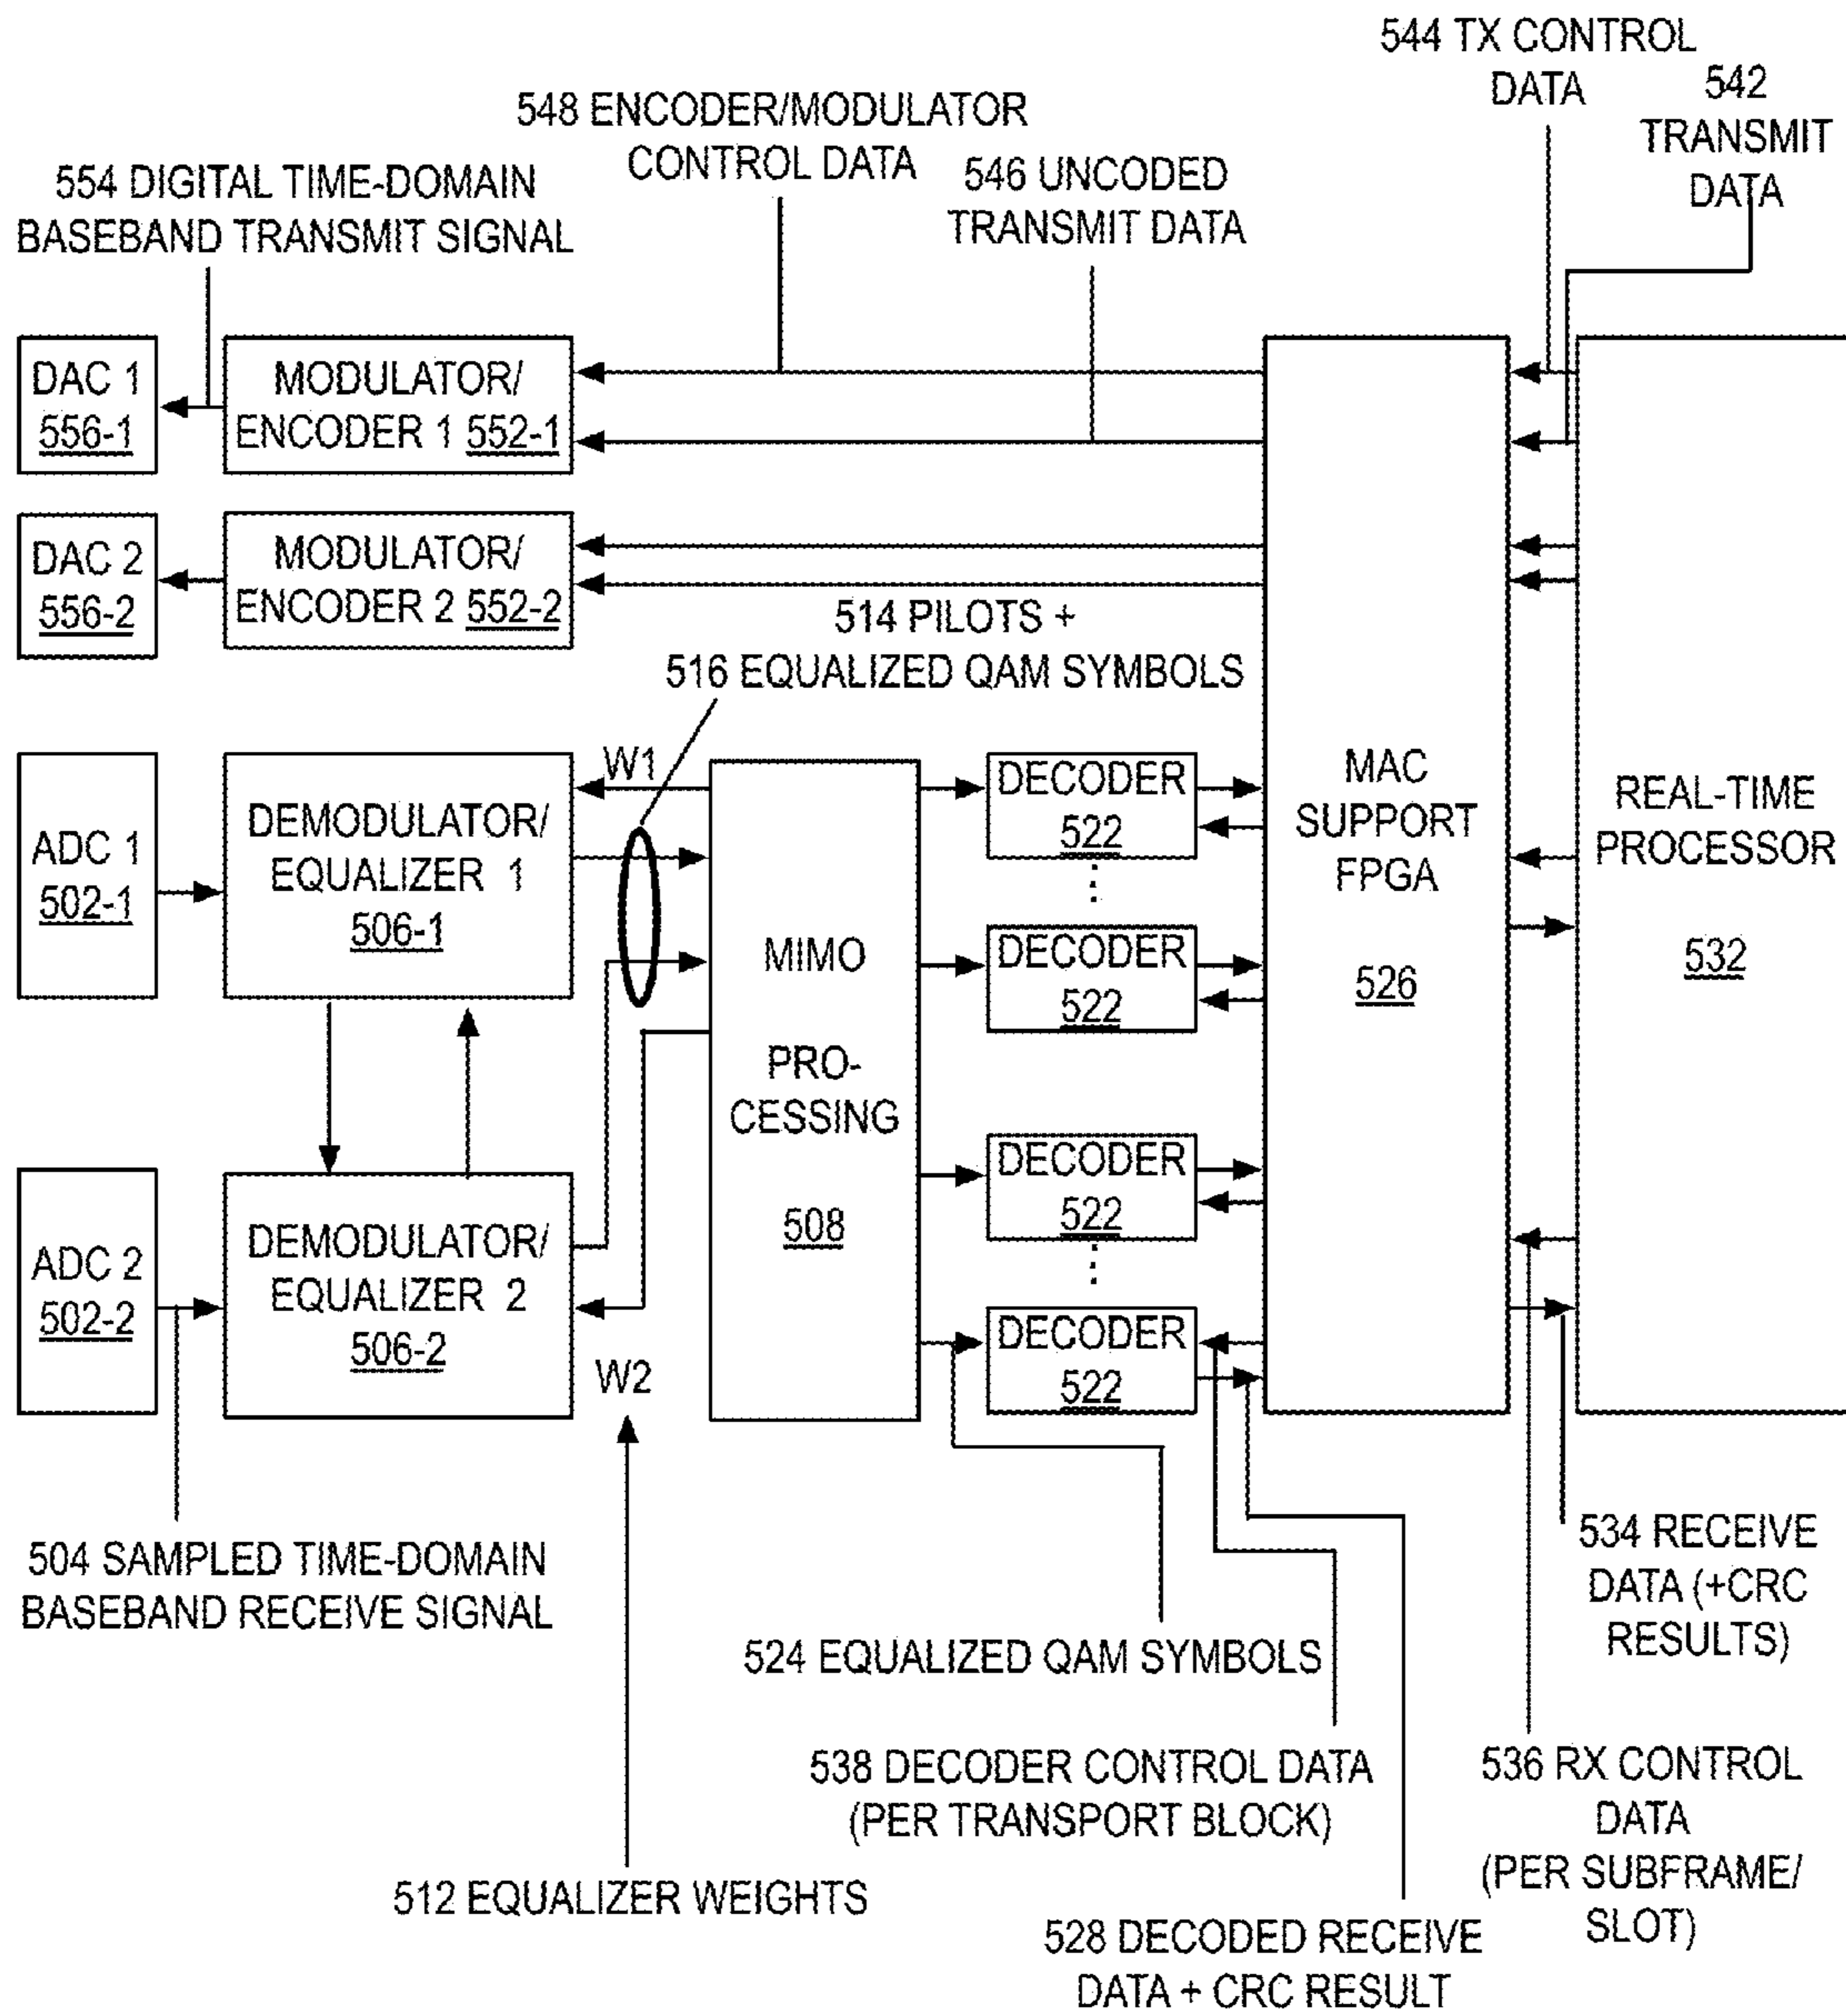 544 TX CONTROL
DATA
542
TRANSMIT
DATA
548 ENCODER/MODULATOR
CONTROL DATA
546 UNCODED
TRANSMIT DATA
554 DIGITAL TIME-DOMAIN
BASEBAND TRANSMIT SIGNAL
DAC 1
556-1
MODULATOR/
ENCODER 1 552-1
DAC 2
556-2
MODULATOR/
ENCODER 2 552-2
514 PILOTS +
516 EQUALIZED QAM SYMBOLS
W1
ADC 1
502-1
DEMODULATOR/
EQUALIZER 1
506-1
MIMO
PRO-
CESSING
508
DECODER
522
DECODER
522
DECODER
522
DECODER
522
MAC
SUPPORT
FPGA
526
REAL-TIME
PROCESSOR
532
ADC 2
502-2
DEMODULATOR/
EQUALIZER 2
506-2
W2
504 SAMPLED TIME-DOMAIN
BASEBAND RECEIVE SIGNAL
534 RECEIVE
DATA (+CRC
RESULTS)
524 EQUALIZED QAM SYMBOLS
538 DECODER CONTROL DATA
(PER TRANSPORT BLOCK)
536 RX CONTROL
DATA
(PER SUBFRAME/
SLOT)
512 EQUALIZER WEIGHTS
528 DECODED RECEIVE
DATA + CRC RESULT